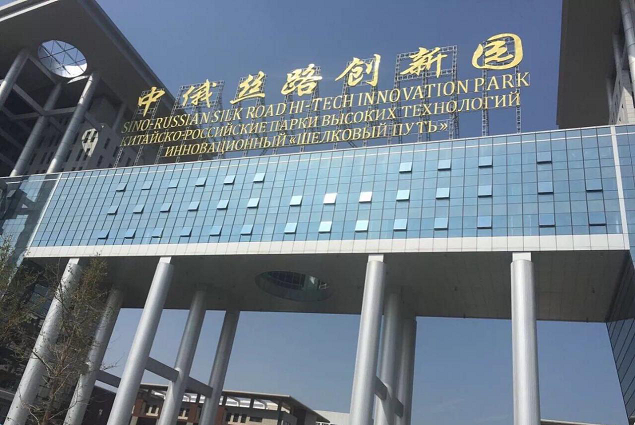 中俄丝路创新园
SINO-RUSSIAN SILK ROAD HI-TECH INNOVATION PARK
КИТАЙСКО-РОССИЙСКИЕ ПАРКИ ВЫСОКИХ ТЕХНОЛОГИЙ
ИННОВАЦИОННЫЙ «ШЕЛКОВЫЙ ПУТЬ»